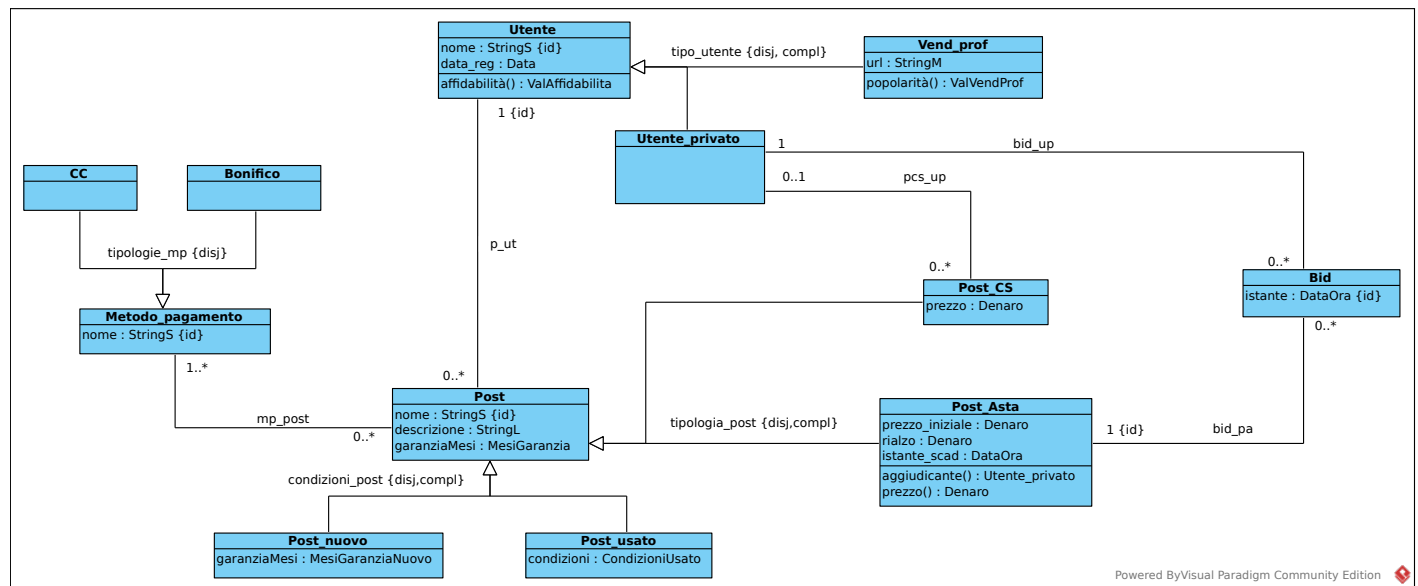 Utente
nome : StringS {id}
data_reg : Data
affidabilità() : ValAffidabilita
tipo_utente {disj, compl}
Vend_prof
url : StringM
popolarità() : ValVendProf
1 {id}
Utente_privato
1
bid_up
0..1
pcs_up
CC
Bonifico
tipologie_mp {disj}
p_ut
0..*
0..*
Post_CS
prezzo : Denaro
Bid
istante : DataOra {id}
0..*
Metodo_pagamento
nome : StringS {id}
1..*
0..*
mp_post
0..*
Post
nome : StringS {id}
descrizione : StringL
garanziaMesi : MesiGaranzia
tipologia_post {disj,compl}
Post_Asta
prezzo_iniziale : Denaro
rialzo : Denaro
istante_scad : DataOra
aggiudicante() : Utente_privato
prezzo() : Denaro
1 {id}
bid_pa
condizioni_post {disj,compl}
Post_nuovo
garanziaMesi : MesiGaranziaNuovo
Post_usato
condizioni : CondizioniUsato
Powered ByVisual Paradigm Community Edition